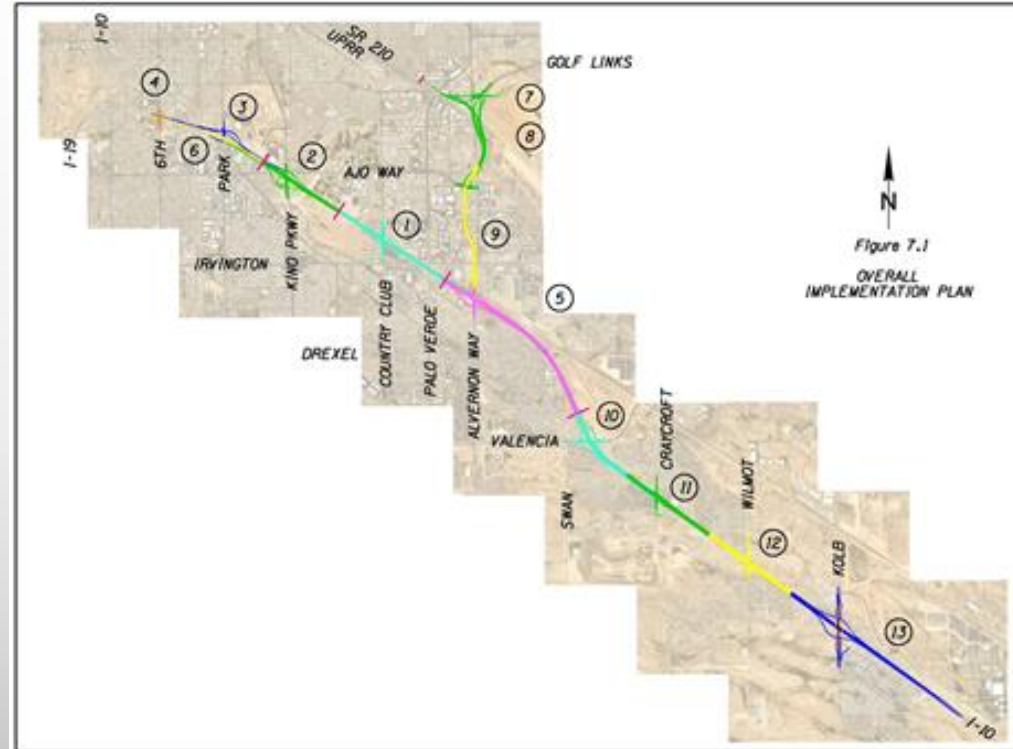 I-10
SR 210
UPRR
GOLF LINKS
4
3
7
8
I-19
6TH
6
PARK
2
AJO WAY
N
Figure 7.1
OVERALL
IMPLEMENTATION PLAN
1
9
IRVINGTON
KINO PKWY
5
DREXEL
COUNTRY CLUB
PALO VERDE
ALVERNON WAY
10
VALENCIA
CRAYCROFT
SWAN
11
WILMOT
12
KOLB
13
I-10